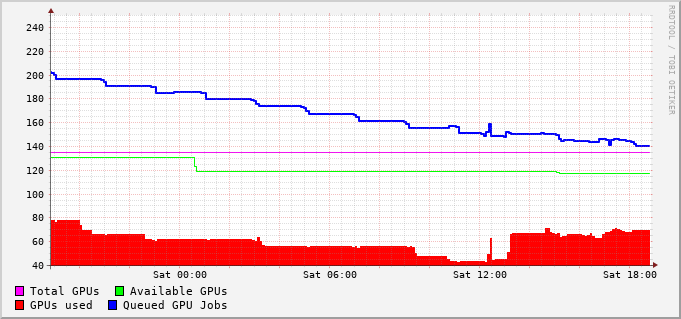 RRDTOOL / TOBI OETIKER
240
220
200
180
160
140
120
100
80
60
40
Sat 00:00 Sat 06:00 Sat 12:00 Sat 18:00
Total GPUs Available GPUs
GPUs used Queued GPU Jobs